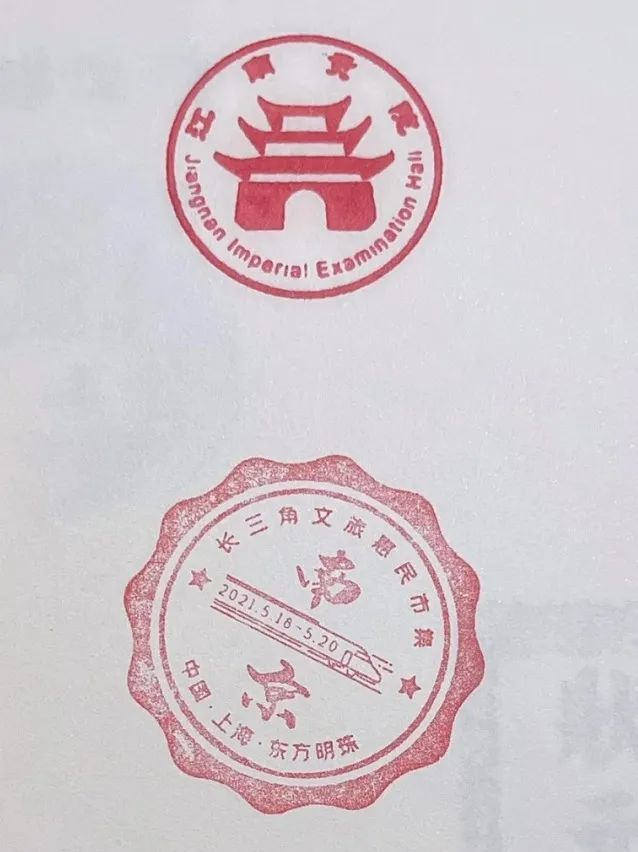 江南贡院
Jiangnan Imperial Examination Hall
长三角文旅惠民市集
南
2021.5.18-5.20
京
中国·上海·东方明珠